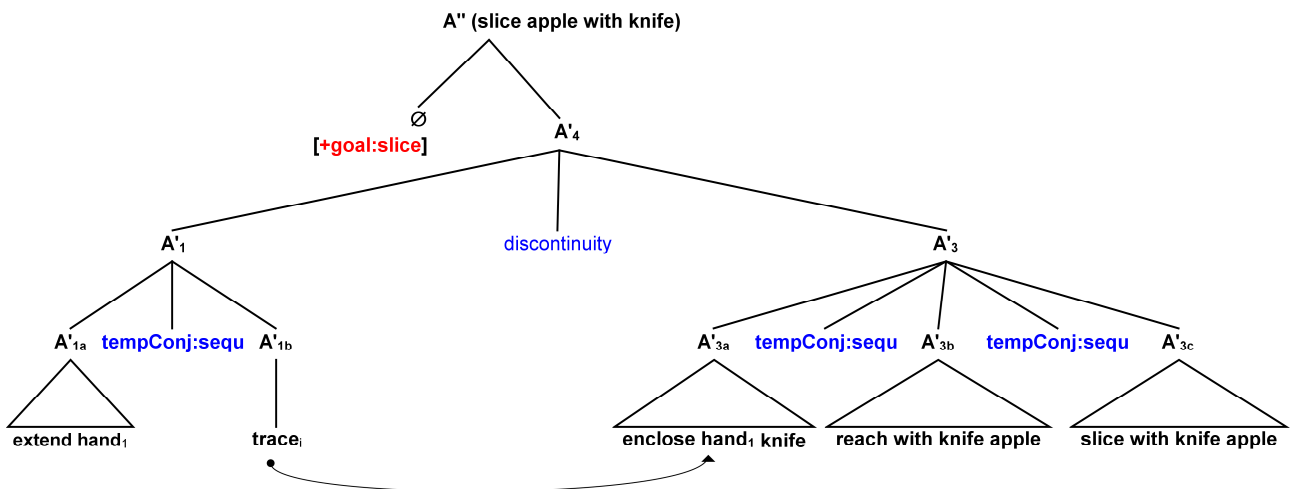 A'' (slice apple with knife)
∅
[+goal:slice]
A'₄
A'₁ discontinuity A'₃
A'₁ₐ tempConj:sequ A'₁b A'₃ₐ tempConj:sequ A'₃b tempConj:sequ A'₃c
extend hand₁ traceᵢ enclose hand₁ knife reach with knife apple slice with knife apple